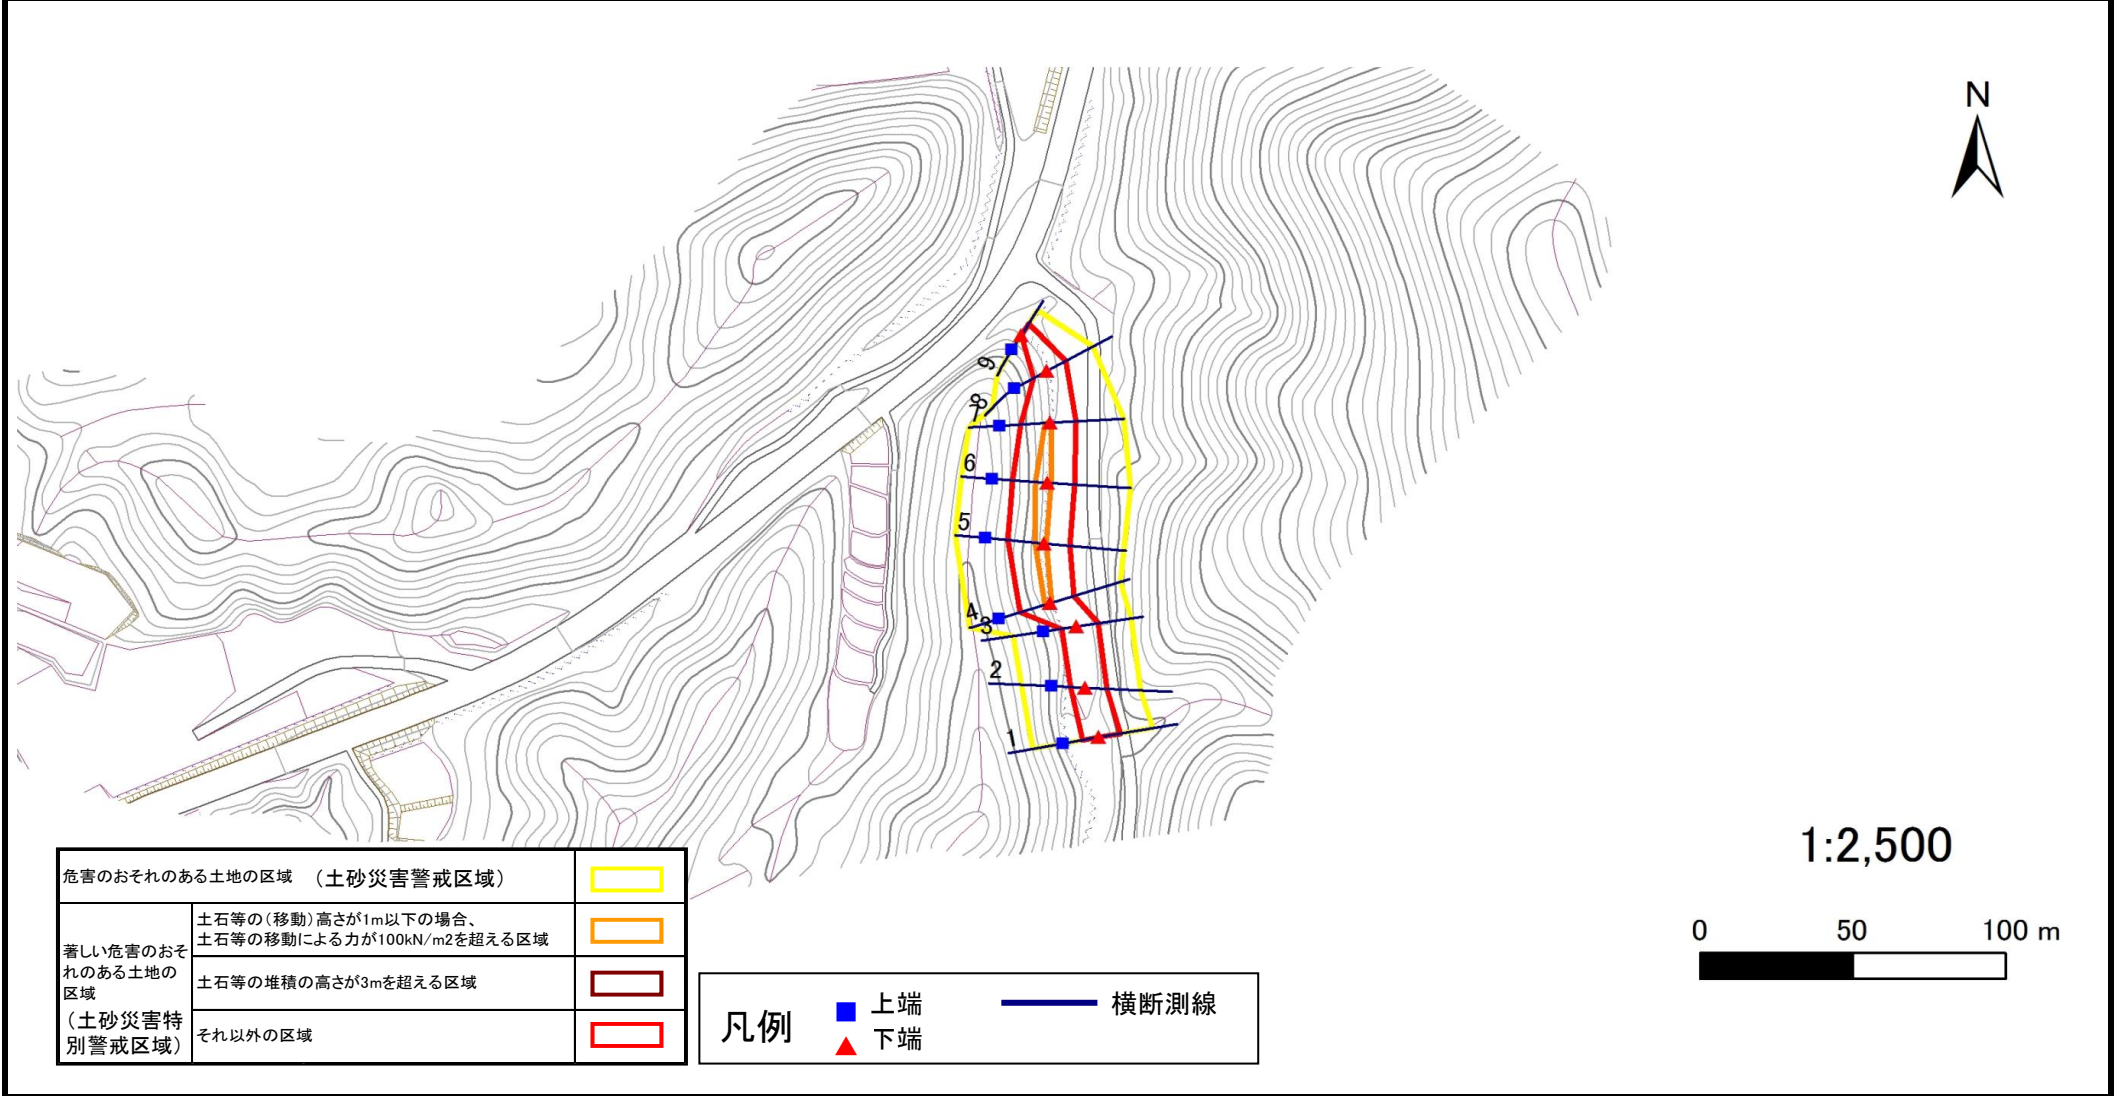 N
9
8
7
6
5
4
3
2
1
1:2,500
0 50 100 m
危害のおそれのある土地の区域 （土砂災害警戒区域）
著しい危害のおそ
れのある土地の
区域
（土砂災害特
別警戒区域）
土石等の（移動）高さが1m以下の場合、
土石等の移動による力が100kN/m2を超える区域
土石等の堆積の高さが3mを超える区域
それ以外の区域
凡例
上端
下端
横断測線